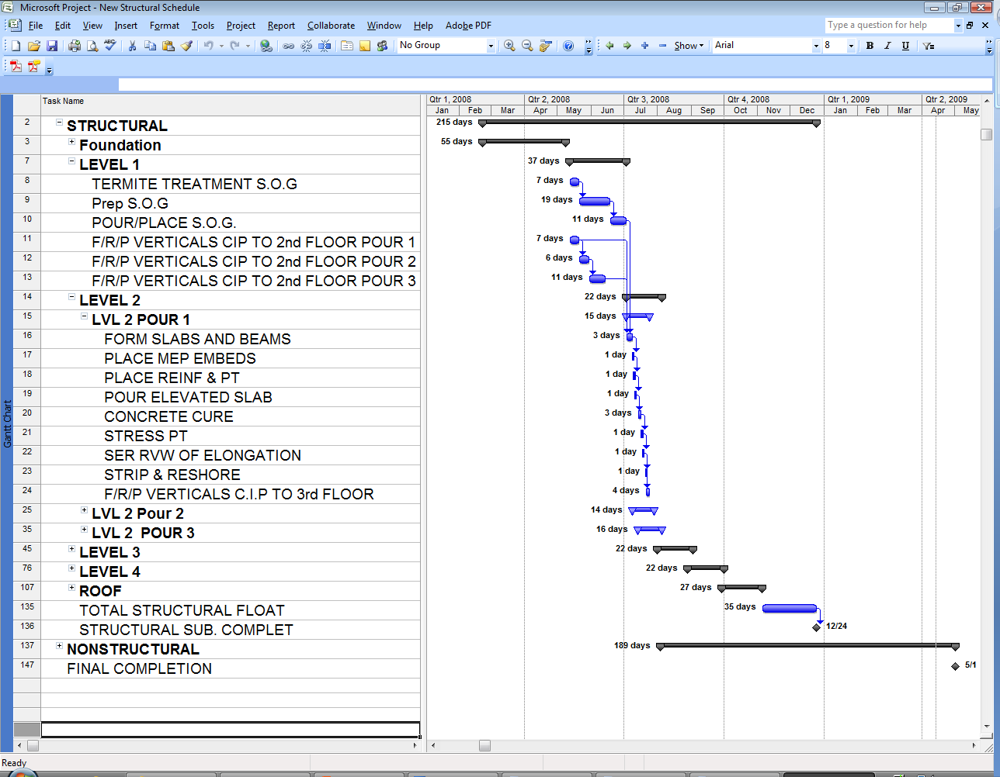 Microsoft Project - New Structural Schedule
File Edit View Insert Format Tools Project Report Collaborate Window Help Adobe PDF
Type a question for help
No Group Show Arial 8 B I U
Task Name
Qtr 1, 2008 Qtr 2, 2008 Qtr 3, 2008 Qtr 4, 2008 Qtr 1, 2009 Qtr 2, 2009
Jan Feb Mar Apr May Jun Jul Aug Sep Oct Nov Dec Jan Feb Mar Apr May
2 STRUCTURAL 215 days
3 Foundation 55 days
7 LEVEL 1 37 days
8 TERMITE TREATMENT S.O.G 7 days
9 Prep S.O.G 19 days
10 POUR/PLACE S.O.G. 11 days
11 F/R/P VERTICALS CIP TO 2nd FLOOR POUR 1 7 days
12 F/R/P VERTICALS CIP TO 2nd FLOOR POUR 2 6 days
13 F/R/P VERTICALS CIP TO 2nd FLOOR POUR 3 11 days
14 LEVEL 2 22 days
15 LVL 2 POUR 1 15 days
16 FORM SLABS AND BEAMS 3 days
17 PLACE MEP EMBEDS 1 day
18 PLACE REINF & PT 1 day
19 POUR ELEVATED SLAB 1 day
20 CONCRETE CURE 3 days
21 STRESS PT 1 day
22 SER RVW OF ELONGATION 1 day
23 STRIP & RESHORE 1 day
24 F/R/P VERTICALS C.I.P TO 3rd FLOOR 4 days
25 LVL 2 Pour 2 14 days
35 LVL 2 POUR 3 16 days
45 LEVEL 3 22 days
76 LEVEL 4 22 days
107 ROOF 27 days
135 TOTAL STRUCTURAL FLOAT 35 days
136 STRUCTURAL SUB. COMPLET 12/24
137 NONSTRUCTURAL 189 days
147 FINAL COMPLETION 5/1
Gantt Chart
Ready